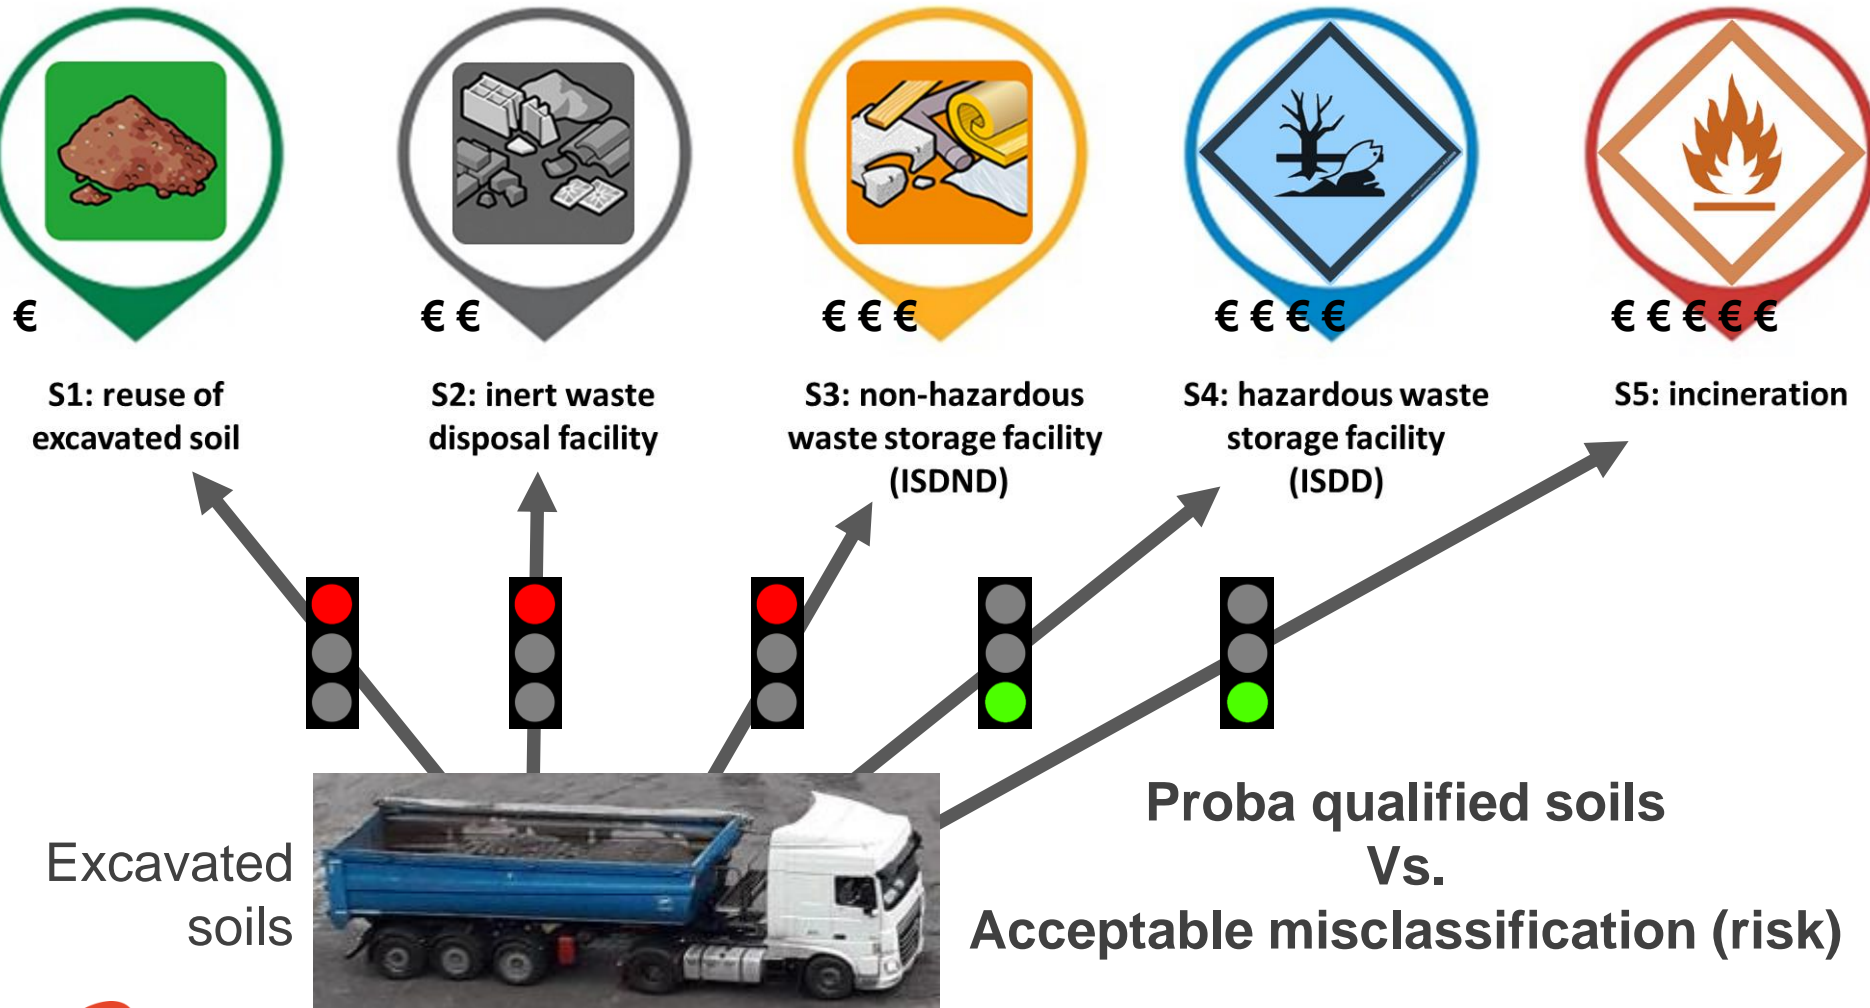 €
€ €
€ € €
€ € € €
€ € € € €
S1: reuse of
excavated soil
S2: inert waste
disposal facility
S3: non-hazardous
waste storage facility
(ISDND)
S4: hazardous waste
storage facility
(ISDD)
S5: incineration
Excavated
soils
Proba qualified soils
Vs.
Acceptable misclassification (risk)